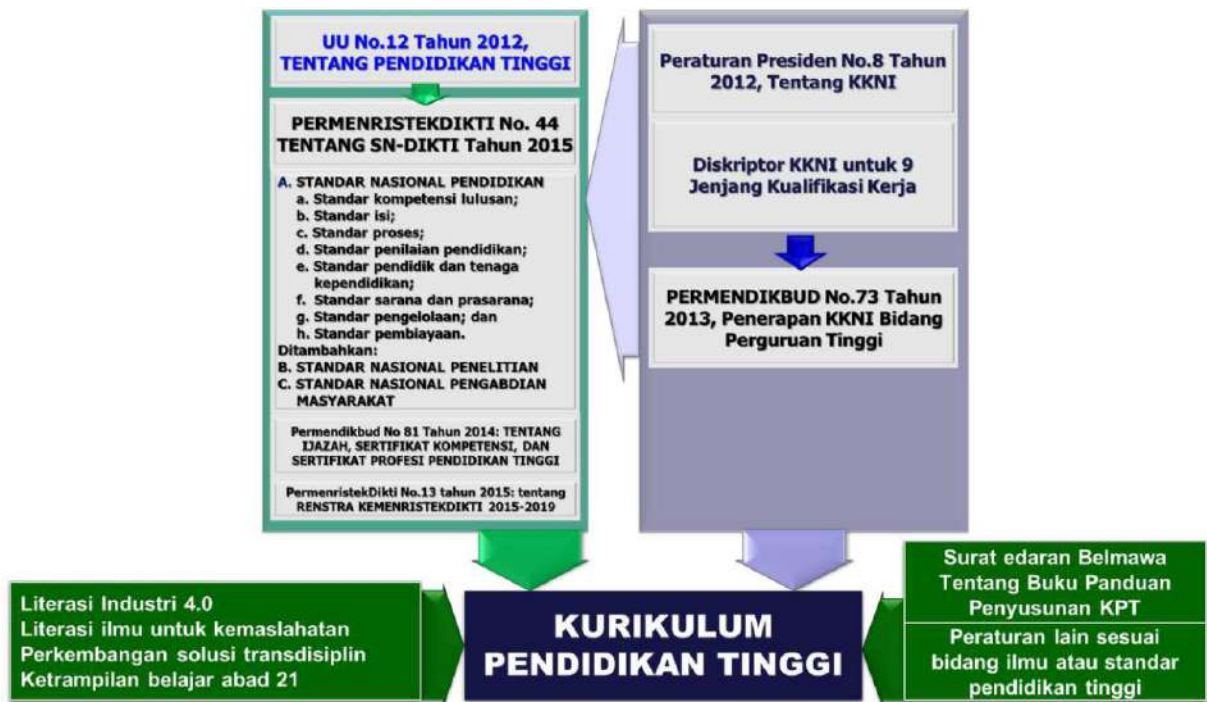 UU No.12 Tahun 2012,
TENTANG PENDIDIKAN TINGGI
PERMENRISTEKDIKTI No. 44
TENTANG SN-DIKTI Tahun 2015
A. STANDAR NASIONAL PENDIDIKAN
a. Standar kompetensi lulusan;
b. Standar isi;
c. Standar proses;
d. Standar penilaian pendidikan;
e. Standar pendidik dan tenaga
kependidikan;
f. Standar sarana dan prasarana;
g. Standar pengelolaan; dan
h. Standar pembiayaan.
Ditambahkan:
B. STANDAR NASIONAL PENELITIAN
C. STANDAR NASIONAL PENGABDIAN
MASYARAKAT
Permendikbud No 81 Tahun 2014: TENTANG
IJAZAH, SERTIFIKAT KOMPETENSI, DAN
SERTIFIKAT PROFESI PENDIDIKAN TINGGI
PermenristekDikti No.13 tahun 2015: tentang
RENSTRA KEMENRISTEKDIKTI 2015-2019
Peraturan Presiden No.8 Tahun
2012, Tentang KKNI
Diskriptor KKNI untuk 9
Jenjang Kualifikasi Kerja
PERMENDIKBUD No.73 Tahun
2013, Penerapan KKNI Bidang
Perguruan Tinggi
Literasi Industri 4.0
Literasi ilmu untuk kemaslahatan
Perkembangan solusi transdisiplin
Ketrampilan belajar abad 21
KURIKULUM
PENDIDIKAN TINGGI
Surat edaran Belmawa
Tentang Buku Panduan
Penyusunan KPT
Peraturan lain sesuai
bidang ilmu atau standar
pendidikan tinggi